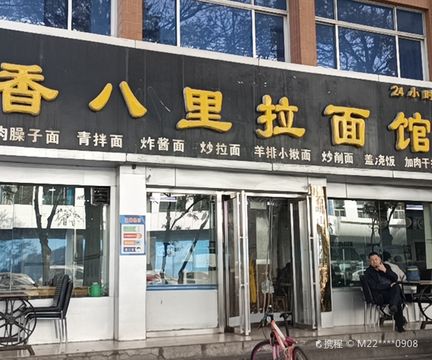 24小时
香八里拉面馆
肉臊子面 青拌面 炸酱面 炒拉面 羊排小揪面 炒削面 盖浇饭 加肉干
携程 © M22****0908